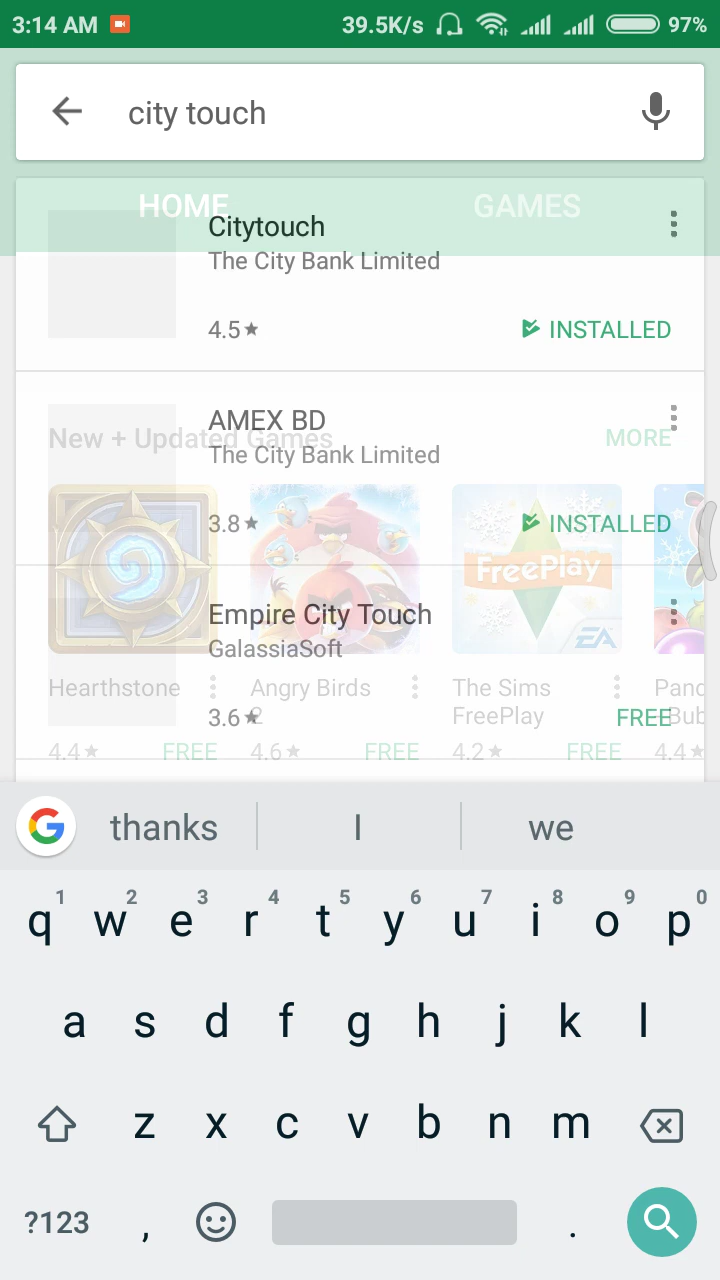 3:14 AM 39.5K/s 97%
city touch
HOME GAMES
Citytouch
The City Bank Limited
4.5★ INSTALLED
AMEX BD
New + Updated Games MORE
The City Bank Limited
3.8★ INSTALLED
FreePlay
Empire City Touch
EA
GalassiaSoft
Hearthstone Angry Birds The Sims Pand
2 FreePlay Bub
3.6★ FREE
4.4★ FREE 4.6★ FREE 4.2★ FREE 4.4★
G thanks I we
1 2 3 4 5 6 7 8 9 0
q w e r t y u i o p
a s d f g h j k l
z x c v b n m
?123 , .